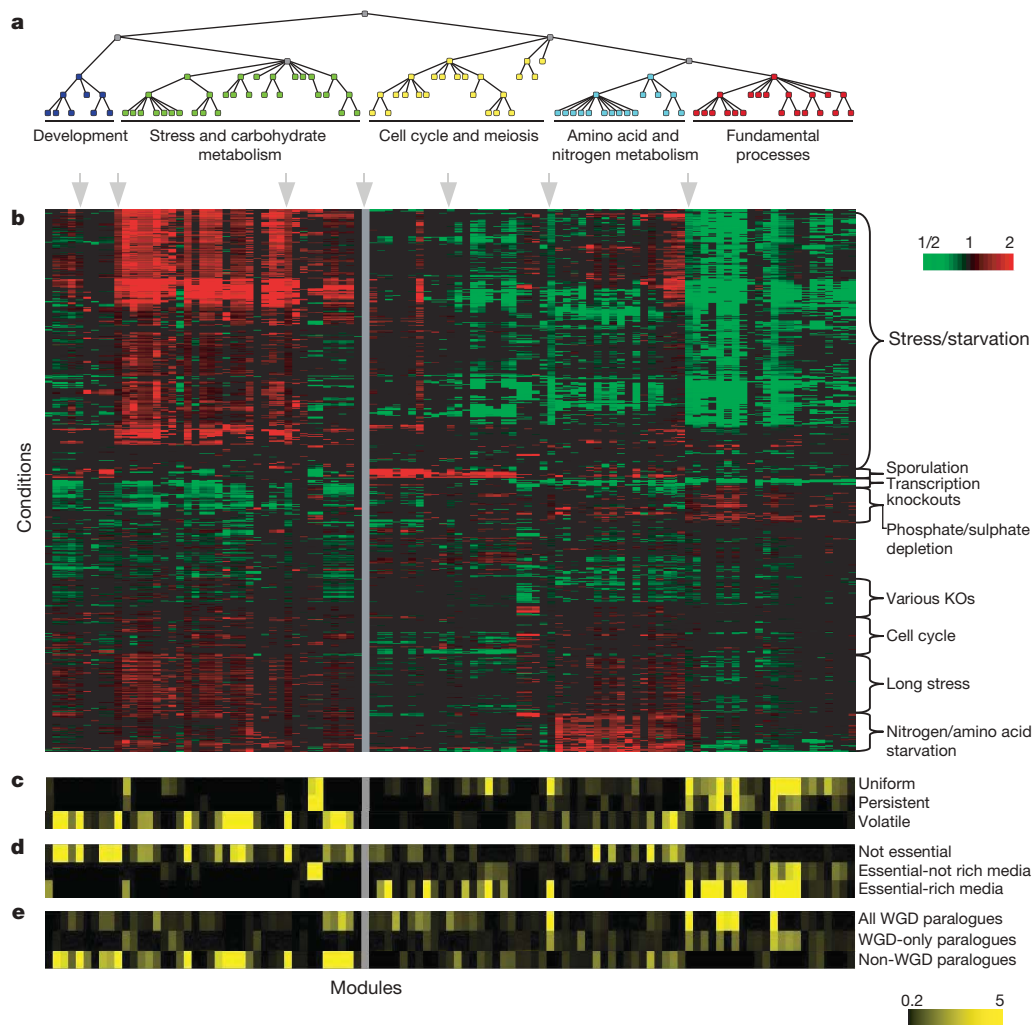 a
Development
Stress and carbohydrate
metabolism
Cell cycle and meiosis
Amino acid and
nitrogen metabolism
Fundamental
processes
b
1/2 1 2
Conditions
Stress/starvation
Sporulation
Transcription
knockouts
Phosphate/sulphate
depletion
Various KOs
Cell cycle
Long stress
Nitrogen/amino acid
starvation
c
Uniform
Persistent
Volatile
d
Not essential
Essential-not rich media
Essential-rich media
e
All WGD paralogues
WGD-only paralogues
Non-WGD paralogues
Modules
0.2 5